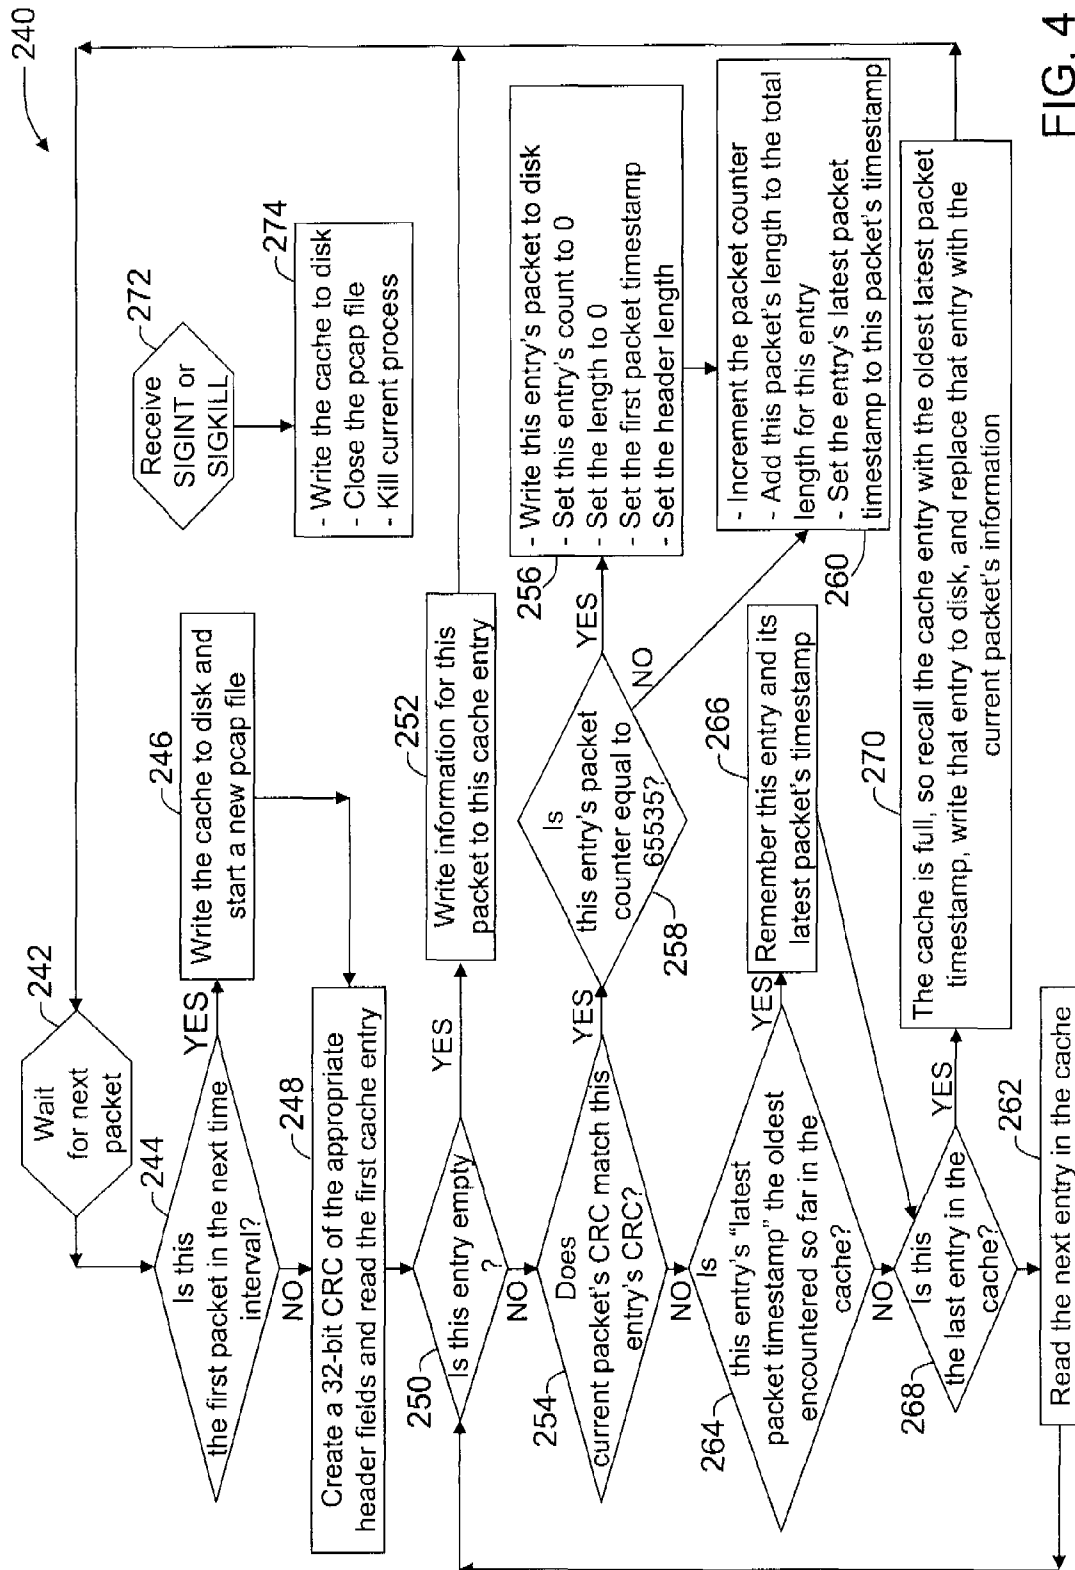 240
242
Wait
for next
packet
244
Is this
the first packet in the next time
interval?
YES
NO
246
Write the cache to disk and
start a new pcap file
248
Create a 32-bit CRC of the appropriate
header fields and read the first cache entry
250
Is this entry empty
?
YES
NO
252
Write information for this
packet to this cache entry
254
Does
current packet's CRC match this
entry's CRC?
YES
NO
258
Is
this entry's packet
counter equal to
65535?
YES
NO
256
- Write this entry's packet to disk
- Set this entry's count to 0
- Set the length to 0
- Set the first packet timestamp
- Set the header length
260
- Increment the packet counter
- Add this packet's length to the total
length for this entry
- Set the entry's latest packet
timestamp to this packet's timestamp
264
Is
this entry's "latest
packet timestamp" the oldest
encountered so far in the
cache?
YES
NO
266
Remember this entry and its
latest packet's timestamp
268
Is this
the last entry in the
cache?
YES
262
Read the next entry in the cache
270
The cache is full, so recall the cache entry with the oldest latest packet
timestamp, write that entry to disk, and replace that entry with the
current packet's information
272
Receive
SIGINT or
SIGKILL
274
- Write the cache to disk
- Close the pcap file
- Kill current process
FIG. 4